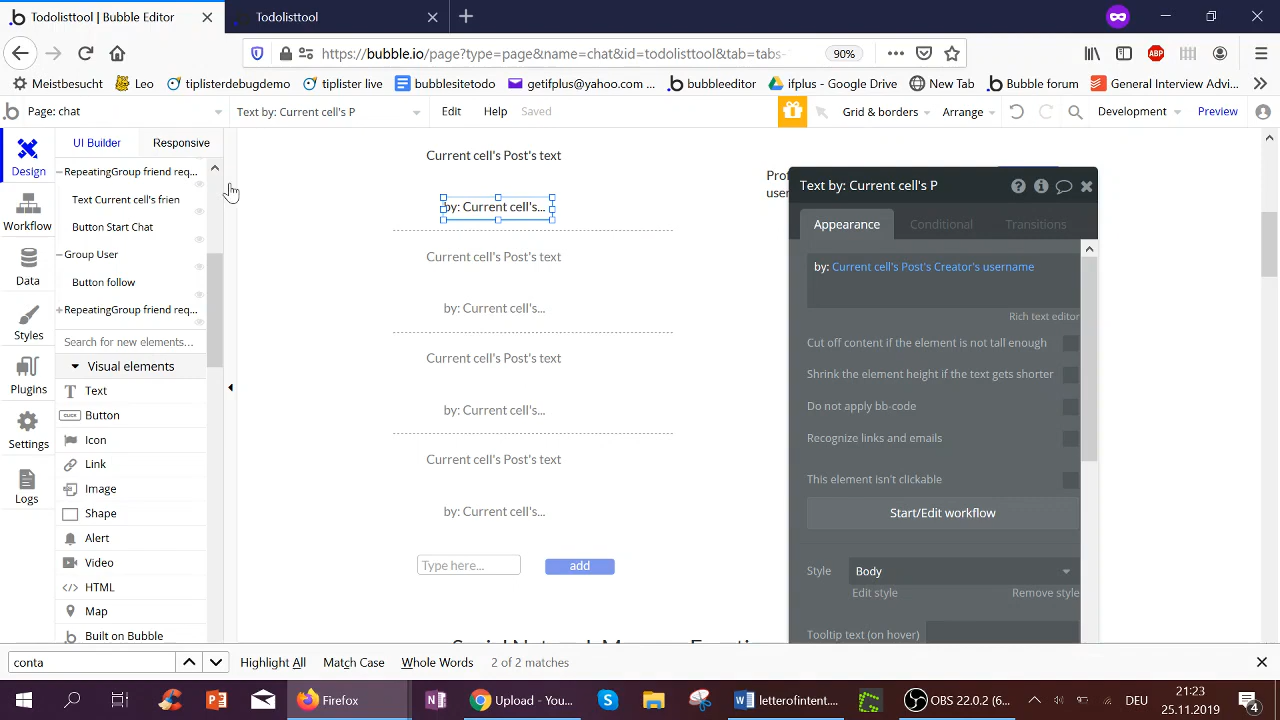 Todolisttool | Bubble Editor
Todolisttool
https://bubble.io/page?type=page&name=chat&id=todolisttool&tab=tabs-
90%
Meistbesucht
Leo
tiplisterdebugdemo
tiplister live
bubblesitetodo
getifplus@yahoo.com ...
bubbleeditor
ifplus - Google Drive
New Tab
Bubble forum
General Interview Advi...
Page: chat
Text by: Current cell's P
Edit
Help
Saved
Grid & borders
Arrange
Development
Preview
UI Builder
Responsive
Design
Workflow
Data
Styles
Plugins
Settings
Logs
RepeatingGroup friend req...
Text Current cell's frien
Button Start Chat
Group User
Button follow
RepeatingGroup friend req...
Search for new elements...
Visual elements
Text
Button
CLICK
Icon
Link
Image
Shape
Alert
Video
HTML
Map
Built on Bubble
Current cell's Post's text
by: Current cell's...
Current cell's Post's text
by: Current cell's...
Current cell's Post's text
by: Current cell's...
Current cell's Post's text
by: Current cell's...
Type here...
add
Text by: Current cell's P
Appearance
Conditional
Transitions
by: Current cell's Post's Creator's username
Rich text editor
Cut off content if the element is not tall enough
Shrink the element height if the text gets shorter
Do not apply bb-code
Recognize links and emails
This element isn't clickable
Start/Edit workflow
Style
Body
Edit style
Remove style
Tooltip text (on hover)
conta
Highlight All
Match Case
Whole Words
2 of 2 matches
Firefox
Upload - You...
letterofintent...
OBS 22.0.2 (6...
DEU
21:23
25.11.2019
4